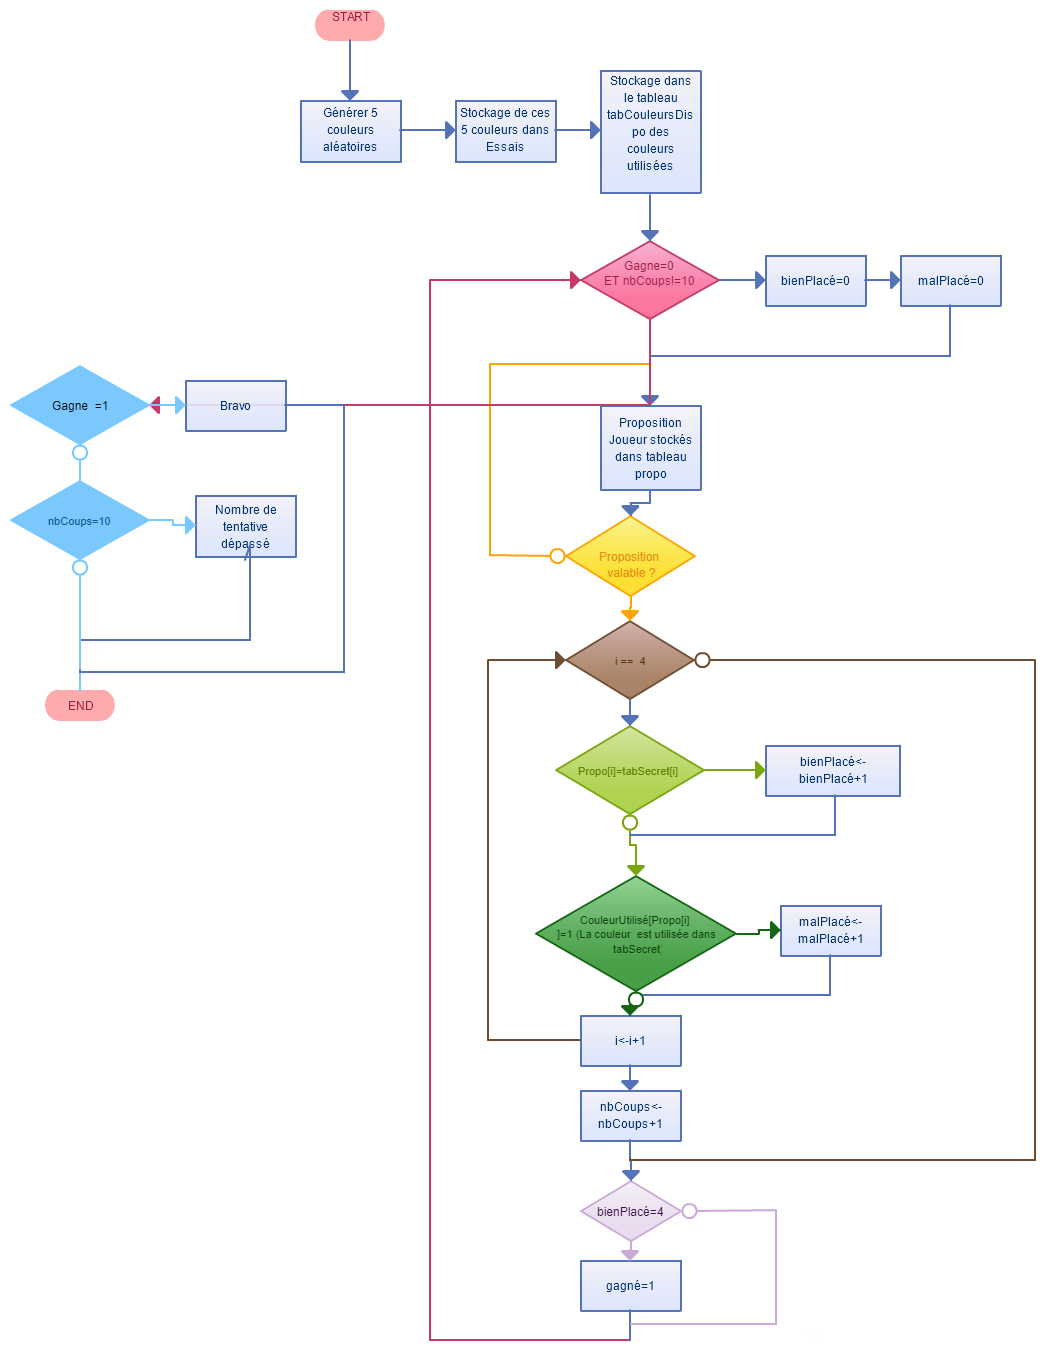 START
Générer 5
couleurs
aléatoires
Stockage de ces
5 couleurs dans
Essais
Stockage dans
le tableau
tabCouleursDis
po des
couleurs
utilisées
Gagne=0
ET nbCoups!=10
bienPlacé=0
malPlacé=0
Gagne =1
Bravo
Proposition
Joueur stockés
dans tableau
propo
nbCoups=10
Nombre de
tentative
dépassé
Proposition
valable ?
i == 4
END
Propo[i]=tabSecret[i]
bienPlacé<-
bienPlacé+1
CouleurUtilisé[Propo[i]
]=1 (La couleur est utilisée dans
tabSecret)
malPlacé<-
malPlacé+1
i<-i+1
nbCoups<-
nbCoups+1
bienPlacé=4
gagné=1